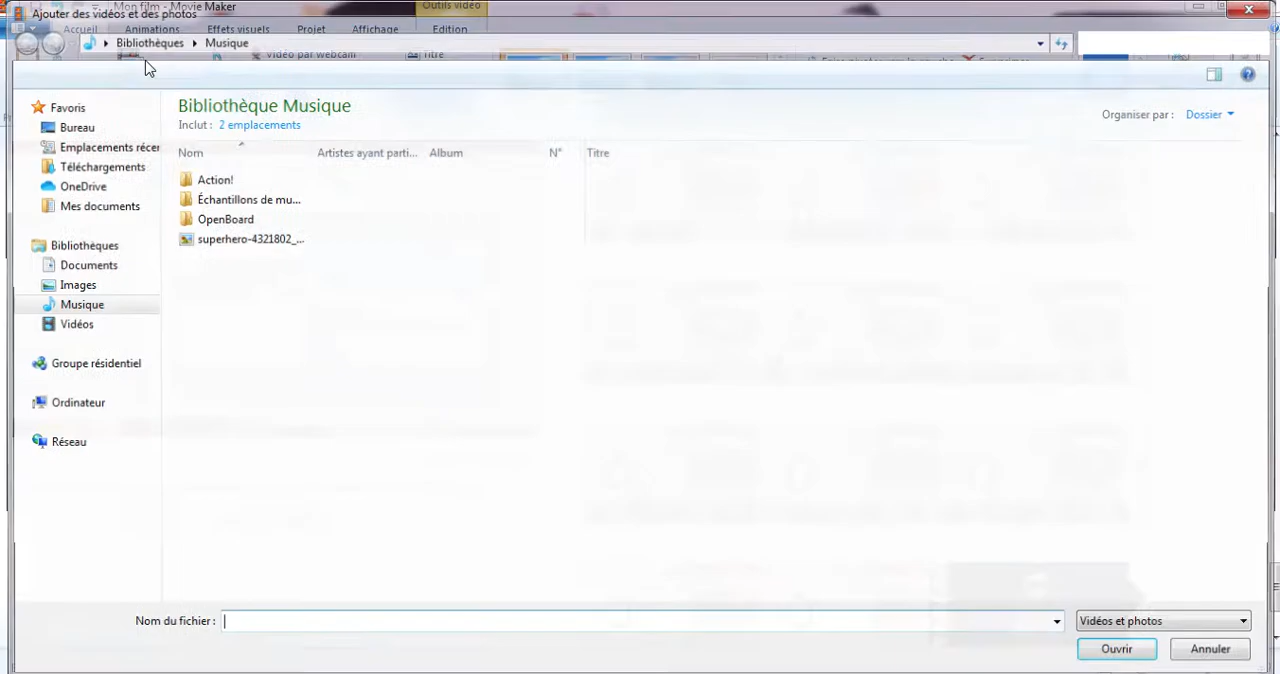 Mon film - Movie Maker
Outils vidéo
Ajouter des vidéos et des photos
Accueil Animations Effets visuels Projet Affichage Edition
Bibliothèques Musique
Vidéo par webcam Titre Supprimer
Favoris
Bureau
Emplacements récer
Téléchargements
OneDrive
Mes documents
Bibliothèques
Documents
Images
Musique
Vidéos
Groupe résidentiel
Ordinateur
Réseau
Bibliothèque Musique
Inclut : 2 emplacements
Organiser par : Dossier
Nom Artistes ayant parti... Album N° Titre
Action!
Échantillons de mu...
OpenBoard
superhero-4321802_...
Nom du fichier :
Vidéos et photos
Ouvrir Annuler